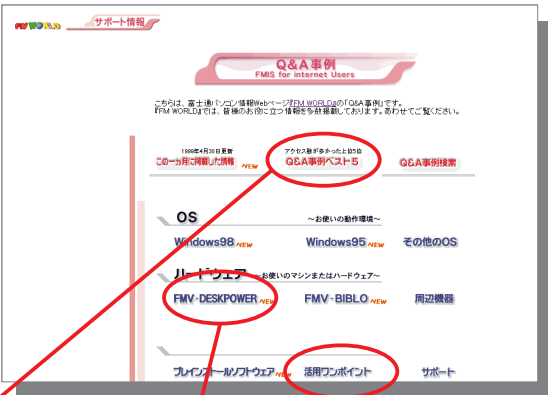 FM WORLD サポート情報
Q&A事例
FMIS for internet Users
こちらは、富士通パソコン情報Webページ『FM WORLD』の「Q&A事例」です。
『FM WORLD』では、皆様のお役に立つ情報を多数掲載しております。あわせてご覧ください。
1999年4月30日更新 アクセス数が多かった上位5位
この一ヵ月に掲載した情報 NEW Q&A事例ベスト5 Q&A事例検索
OS ～お使いの動作環境～
Windows98 NEW Windows95 NEW その他のOS
ハードウェア ～お使いのマシンまたはハードウェア～
FMV-DESKPOWER NEW FMV-BIBLO NEW 周辺機器
プレインストールソフトウェア NEW 活用ワンポイント サポート